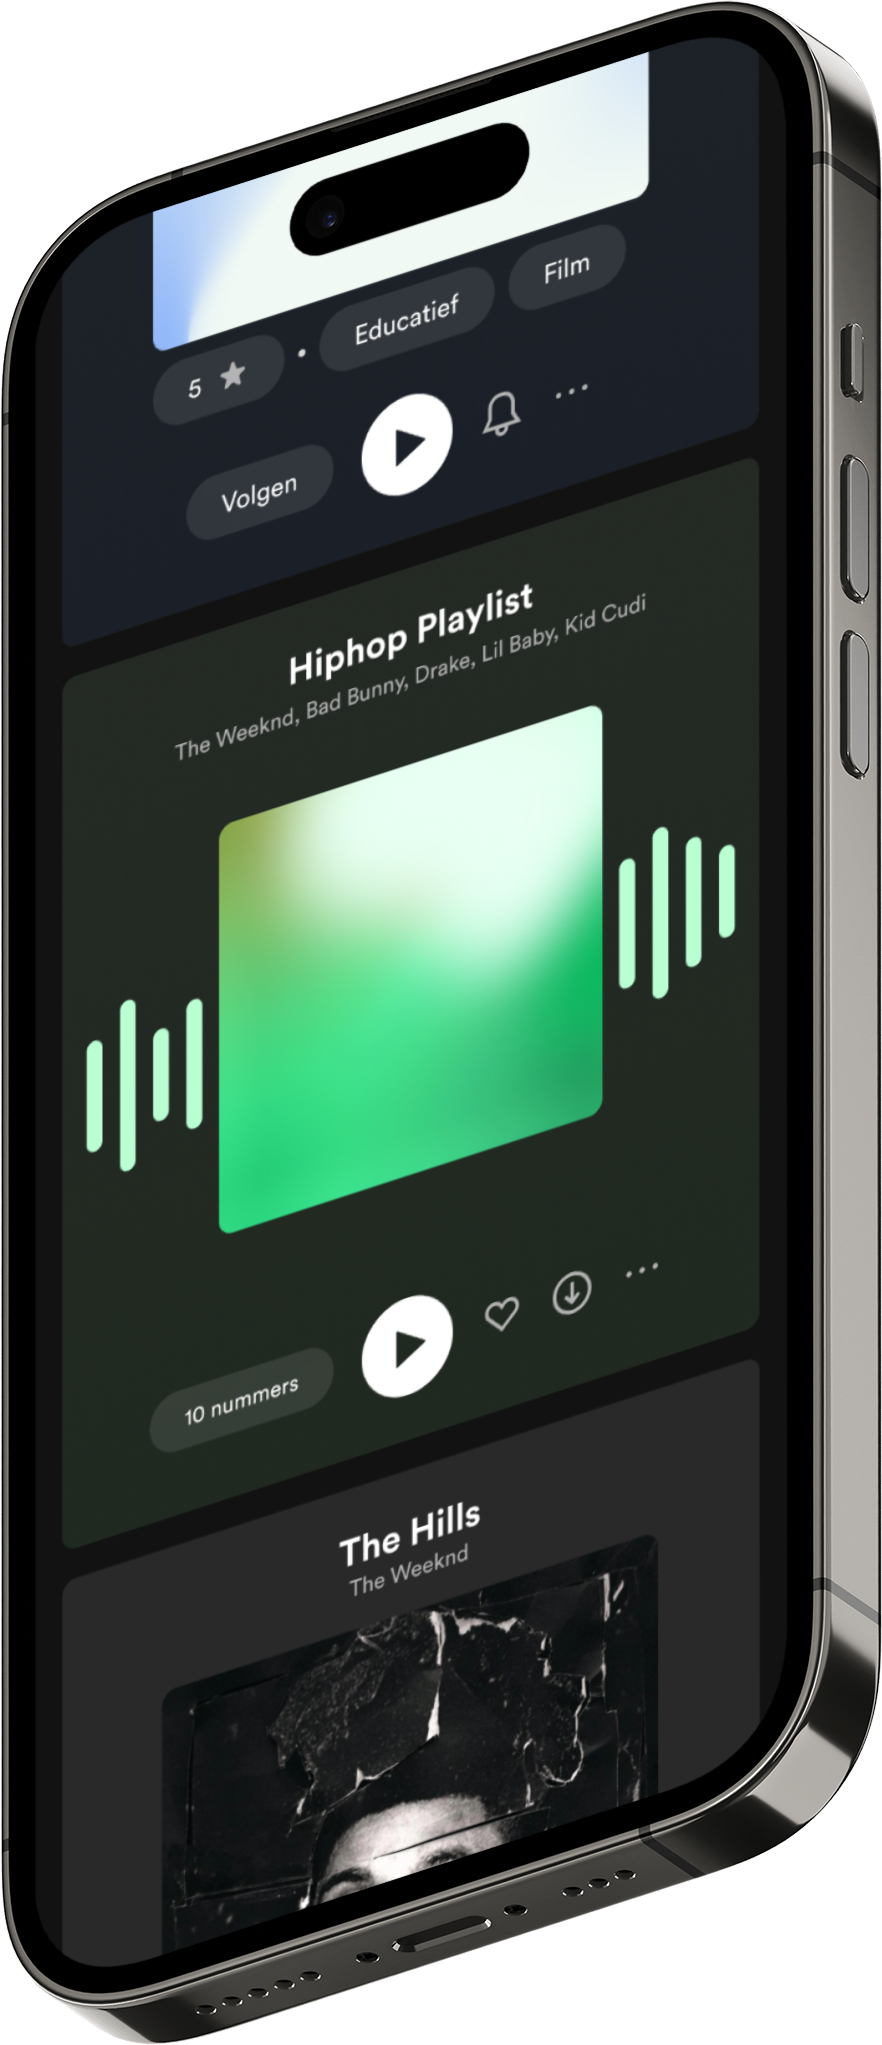 5 ★ • Educatief Film
Volgen
Hiphop Playlist
The Weeknd, Bad Bunny, Drake, Lil Baby, Kid Cudi
10 nummers
The Hills
The Weeknd